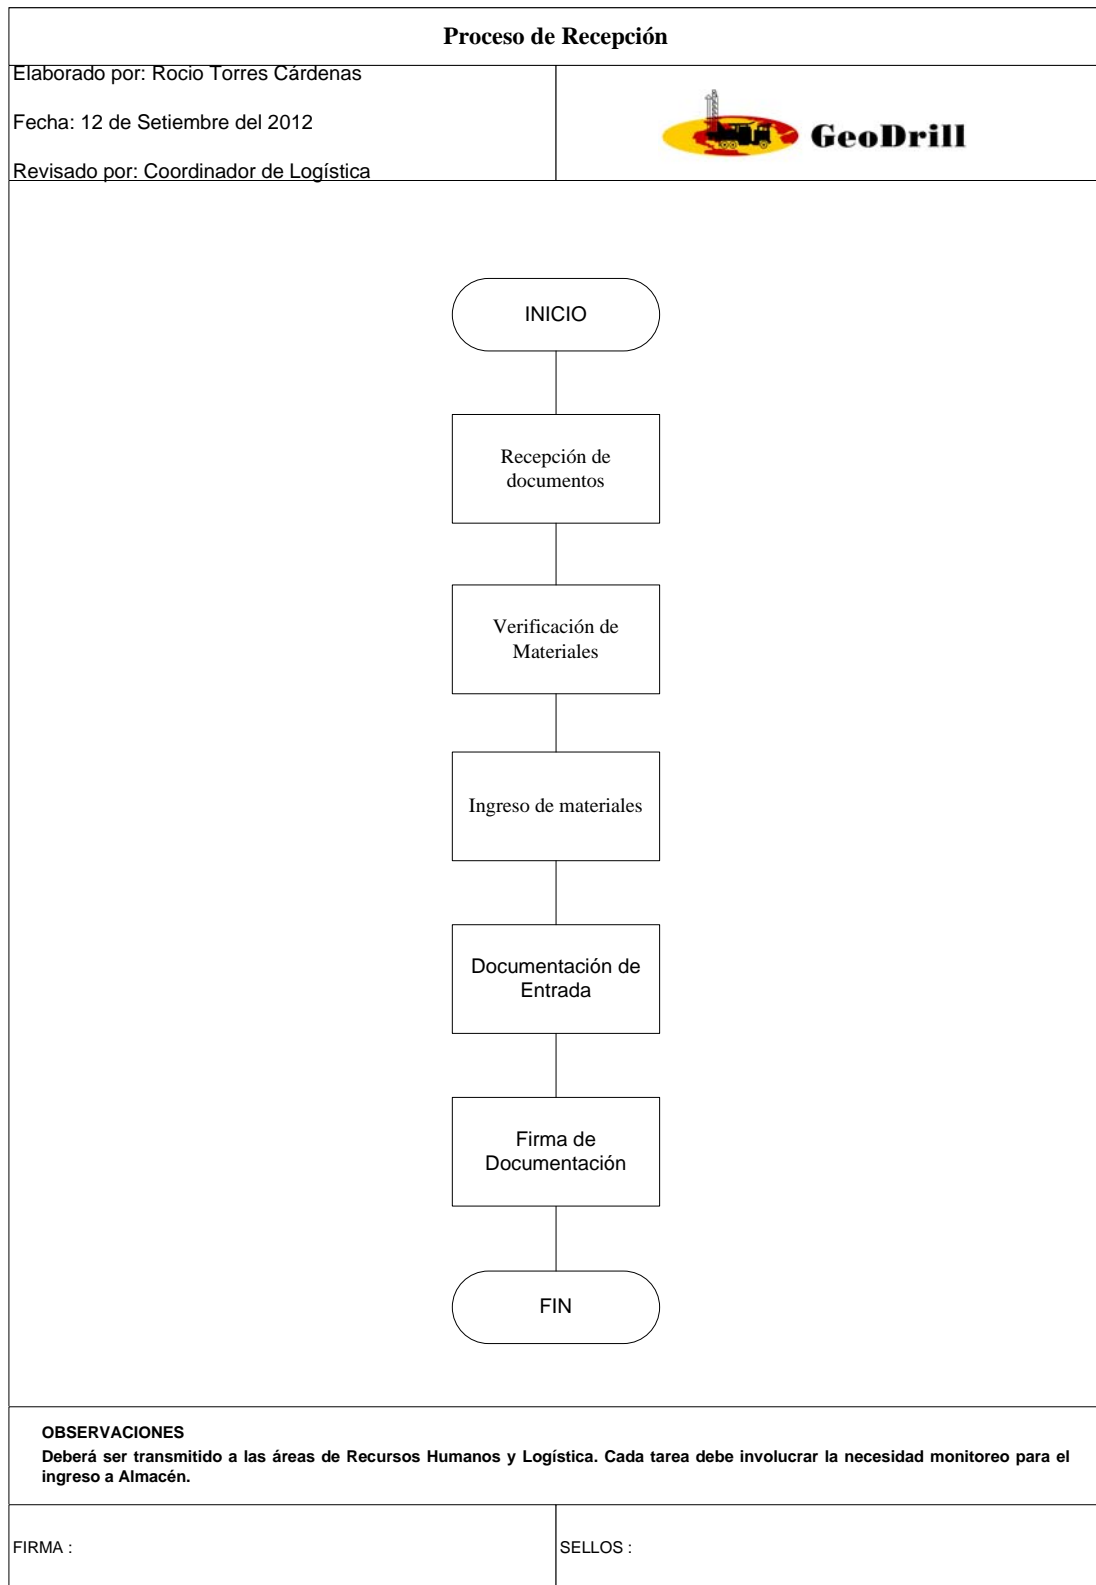 Proceso de Recepción
Elaborado por: Rocio Torres Cárdenas
Fecha: 12 de Setiembre del 2012
Revisado por: Coordinador de Logística
GeoDrill
INICIO
Recepción de
documentos
Verificación de
Materiales
Ingreso de materiales
Documentación de
Entrada
Firma de
Documentación
FIN
OBSERVACIONES
Deberá ser transmitido a las áreas de Recursos Humanos y Logística. Cada tarea debe involucrar la necesidad monitoreo para el
ingreso a Almacén.
FIRMA :
SELLOS :